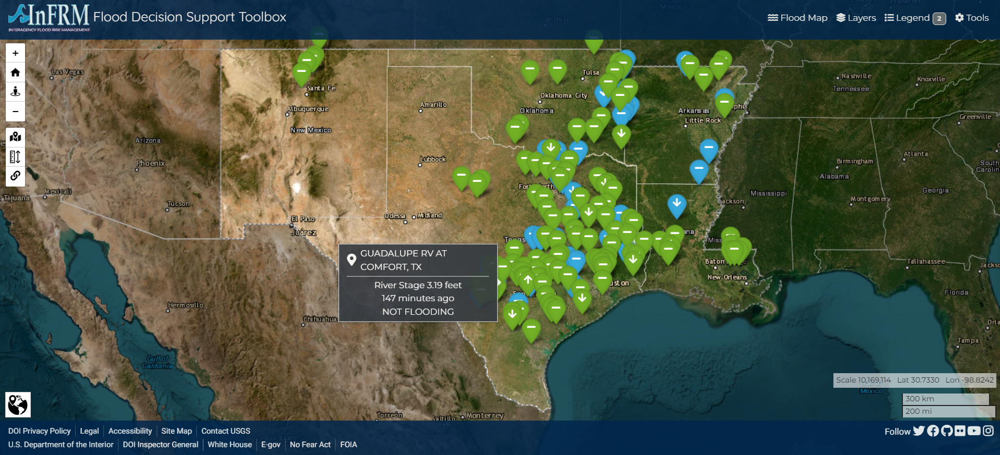 InFRM
INTERAGENCY FLOOD RISK MANAGEMENT
Flood Decision Support Toolbox
Flood Map
Layers
Legend 2
Tools
Missouri
Wichita
Las Vegas
Santa Fe
Albuquerque
New Mexico
Arizona
Phoenix
Mexicali
Tijuana
Tucson
El Paso
Juárez
Amarillo
Lubbock
Odessa
Midland
Tulsa
Oklahoma City
Oklahoma
Arkansas
Little Rock
Nashville
Tennessee
Knoxville
Greenville
Birmingham
Alabama
Atlanta
South
Carolin
Georgia
Mississippi
Jackson
Montgomery
Texas
Baton
New Orleans
Tallahassee
Jacks
Florida
Tampa
Orla
Hermosillo
Chihuahua
Gulf of
California
Torreón
Saltillo
Monterrey
Mexico
GUADALUPE RV AT
COMFORT, TX
River Stage 3.19 feet
147 minutes ago
NOT FLOODING
Scale 10,169,114 Lat 30.7330 Lon -98.8242
300 km
200 mi
DOI Privacy Policy
Legal
Accessibility
Site Map
Contact USGS
U.S. Department of the Interior
DOI Inspector General
White House
E-gov
No Fear Act
FOIA
Follow